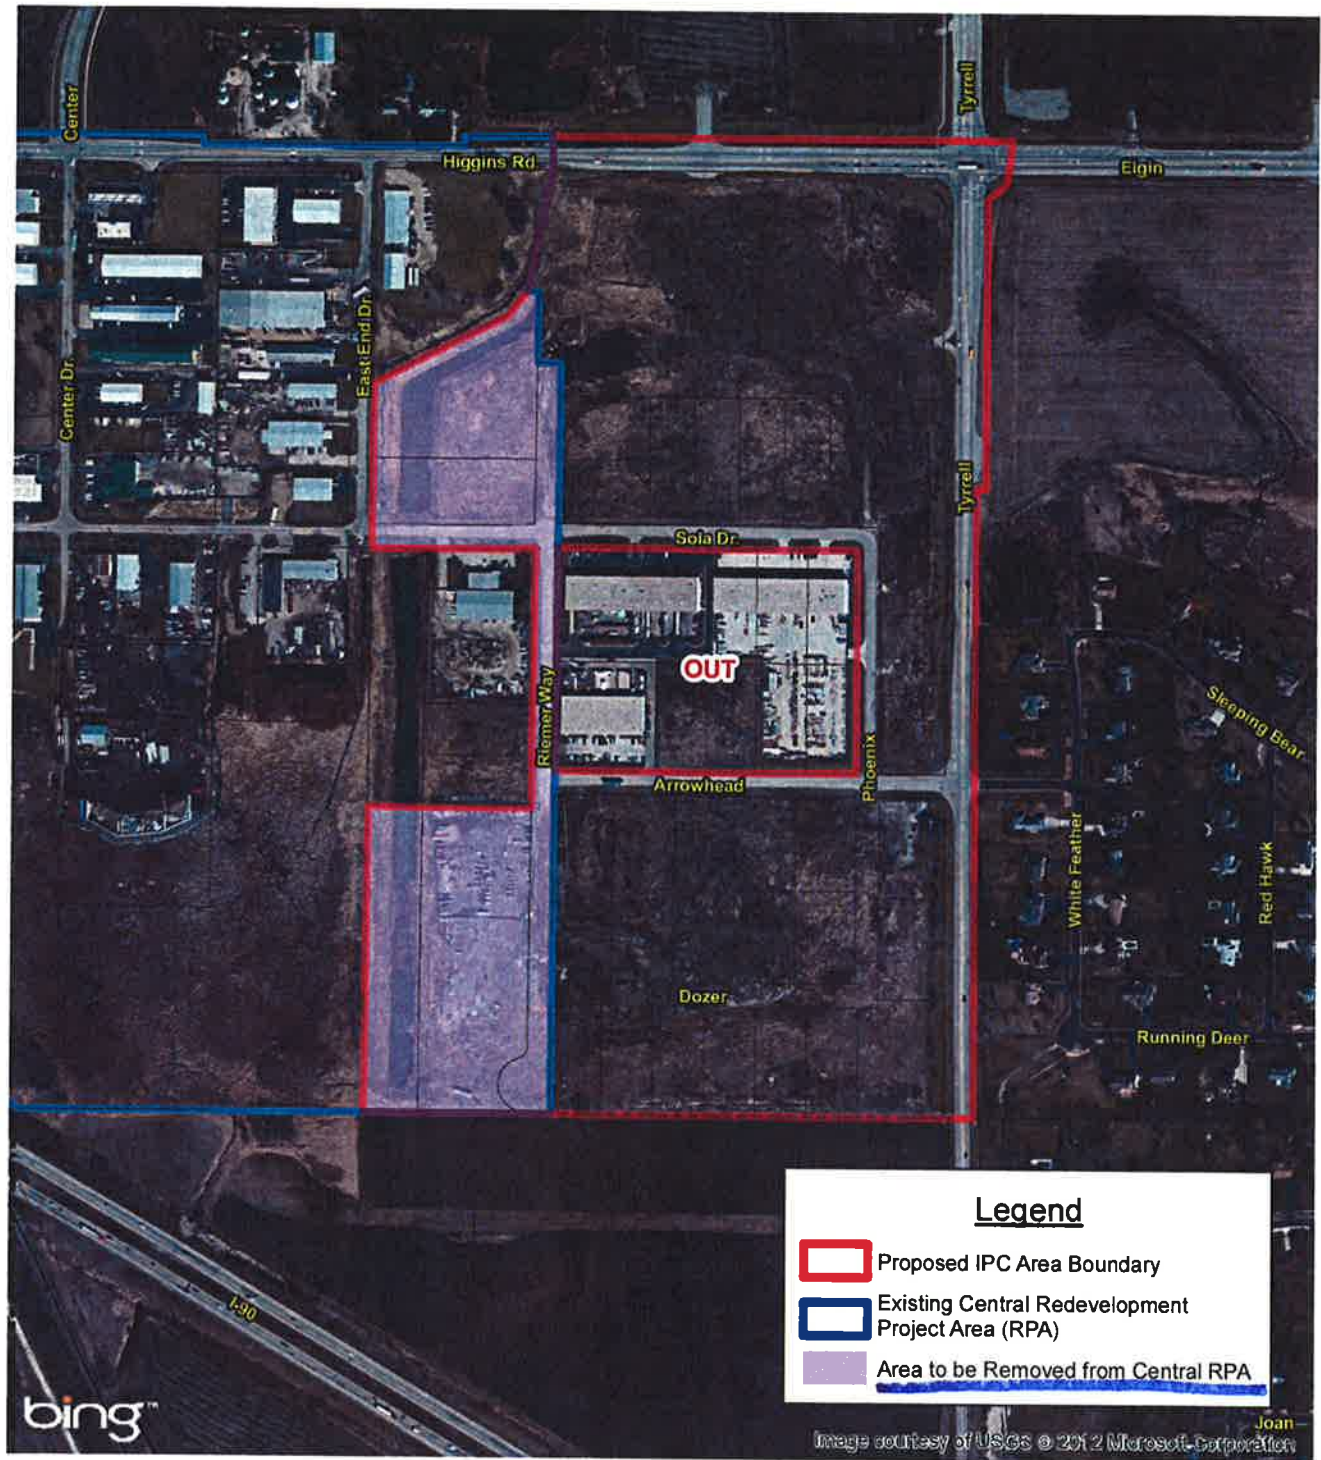 Center
Tyrrell
Higgins Rd.
Elgin
East End Dr.
Center Dr.
Tyrrell
Sola Dr.
OUT
Riemer Way
Sleeping Bear
Phoenix
Arrowhead
White Feather
Red Hawk
Dozer
Running Deer
I-90
Legend
Proposed IPC Area Boundary
Existing Central Redevelopment
Project Area (RPA)
Area to be Removed from Central RPA
bing™
Joan
Image courtesy of USGS © 2012 Microsoft Corporation